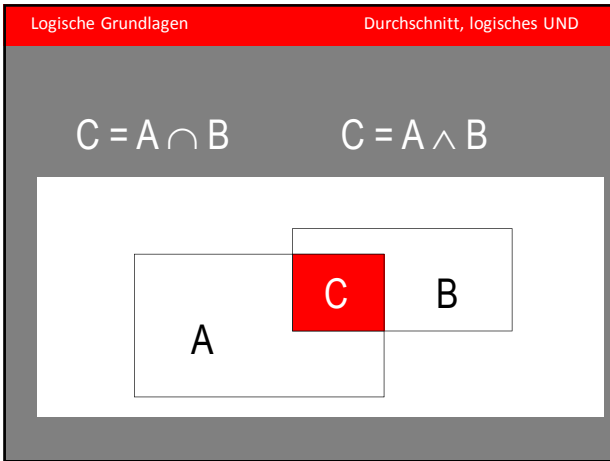 Logische Grundlagen Durchschnitt, logisches UND
C = A ∩ B C = A ∧ B
C
B
A